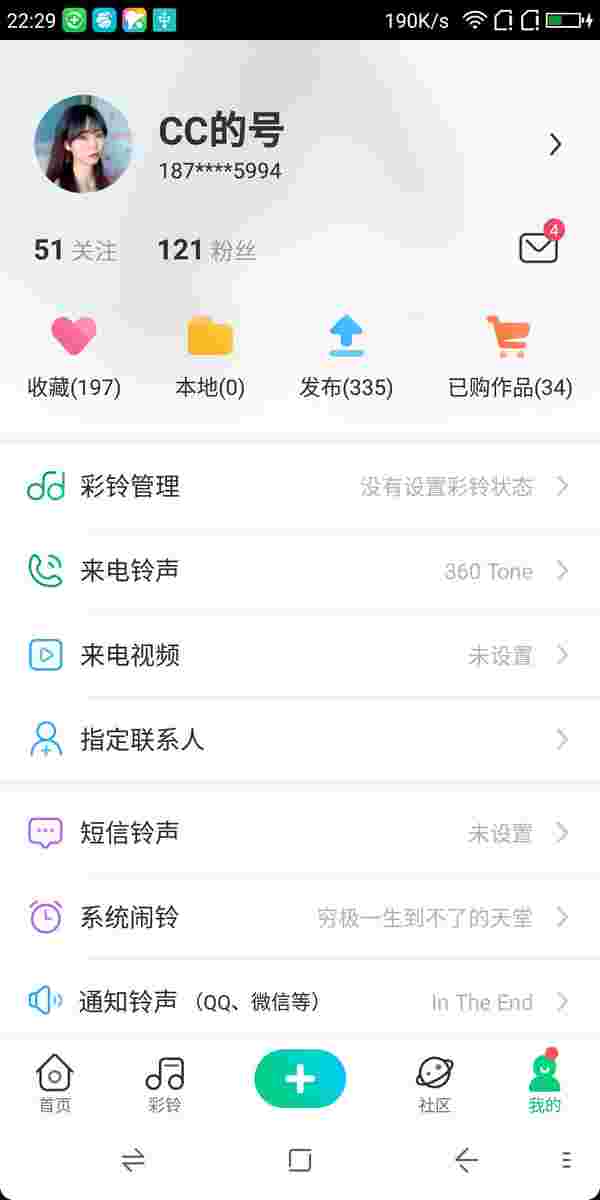 22:29 190K/s
CC的号
187****5994
51 关注 121 粉丝 4
收藏(197) 本地(0) 发布(335) 已购作品(34)
彩铃管理 没有设置彩铃状态
来电铃声 360 Tone
来电视频 未设置
指定联系人
短信铃声 未设置
系统闹铃 穷极一生到不了的天堂
通知铃声（QQ、微信等） In The End
首页 彩铃 社区 我的